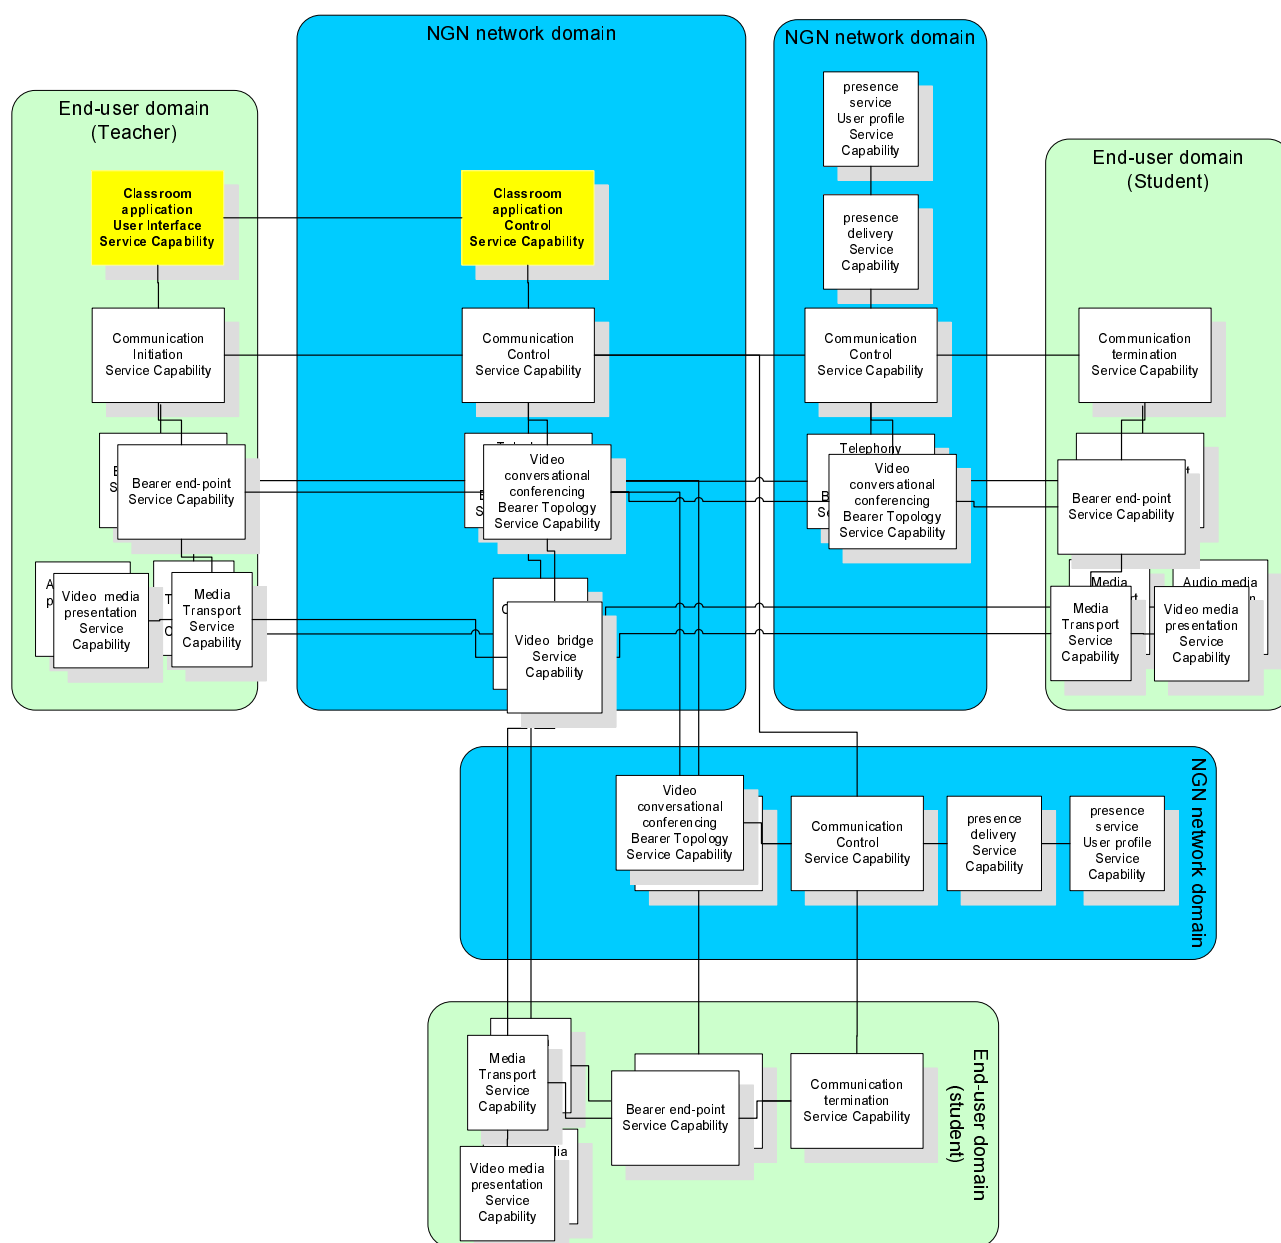 NGN network domain
NGN network domain
End-user domain
(Teacher)
End-user domain
(Student)
presence
service
User profile
Service
Capability
Classroom
application
User Interface
Service Capability
Classroom
application
Control
Service Capability
presence
delivery
Service
Capability
Communication
Initiation
Service Capability
Communication
Control
Service Capability
Communication
Control
Service Capability
Communication
termination
Service Capability
Bearer end-point
Service Capability
Video
conversational
conferencing
Bearer Topology
Service Capability
Telephony
Video
conversational
conferencing
Bearer Topology
Service Capability
Bearer end-point
Service Capability
Video media
presentation
Service
Capability
Media
Transport
Service
Capability
Video bridge
Service
Capability
Media
Audio media
Media
Transport
Service
Capability
Video media
presentation
Service
Capability
NGN network domain
Video
conversational
conferencing
Bearer Topology
Service Capability
Communication
Control
Service Capability
presence
delivery
Service
Capability
presence
service
User profile
Service
Capability
End-user domain
(student)
Media
Transport
Service
Capability
Bearer end-point
Service Capability
Communication
termination
Service Capability
Video media
presentation
Service
Capability